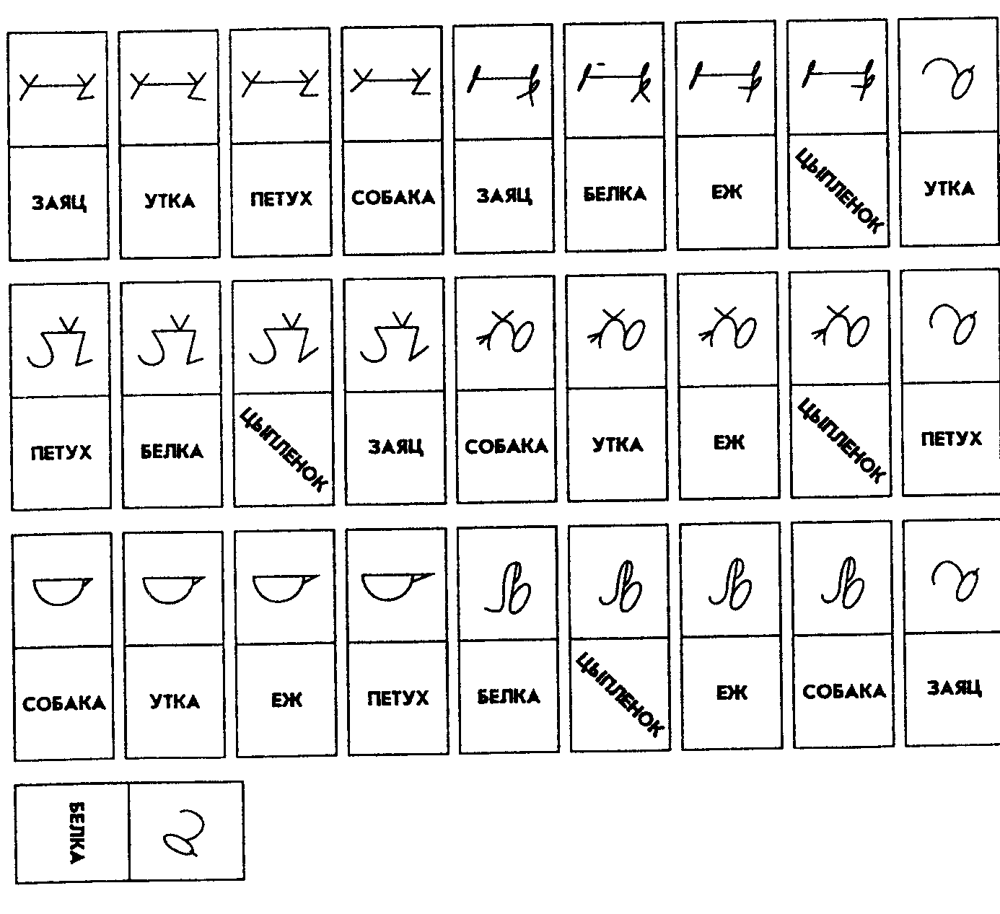 ЗАЯЦ УТКА ПЕТУХ СОБАКА ЗАЯЦ БЕЛКА ЕЖ ЦЫПЛЕНОК УТКА
ПЕТУХ БЕЛКА ЦЫПЛЕНОК ЗАЯЦ СОБАКА УТКА ЕЖ ЦЫПЛЕНОК ПЕТУХ
СОБАКА УТКА ЕЖ ПЕТУХ БЕЛКА ЦЫПЛЕНОК ЕЖ СОБАКА ЗАЯЦ
БЕЛКА